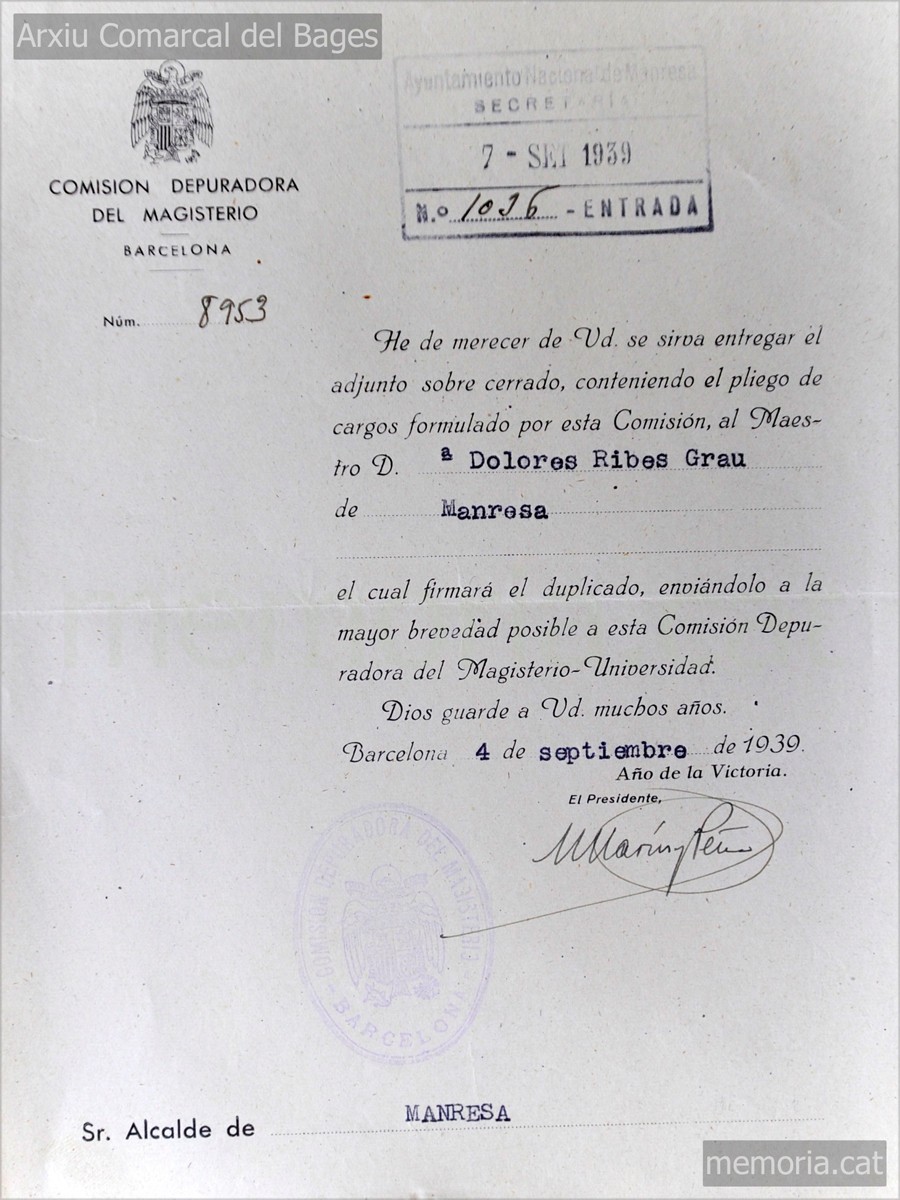 Arxiu Comarcal del Bages
COMISION DEPURADORA
DEL MAGISTERIO
BARCELONA
Núm. 8953
Ayuntamiento Nacional de Manresa
SECRETARÍA
7 - SET 1939
N.º 1036 - ENTRADA
He de merecer de Vd. se sirva entregar el
adjunto sobre cerrado, conteniendo el pliego de
cargos formulado por esta Comisión, al Maes-
tro D. ª Dolores Ribes Grau
de Manresa
el cual firmará el duplicado, enviándolo a la
mayor brevedad posible a esta Comisión Depu-
radora del Magisterio-Universidad.
Dios guarde a Vd. muchos años.
Barcelona 4 de septiembre de 1939.
Año de la Victoria.
El Presidente,
COMISION DEPURADORA DEL MAGISTERIO
- BARCELONA -
Sr. Alcalde de MANRESA
memoria.cat